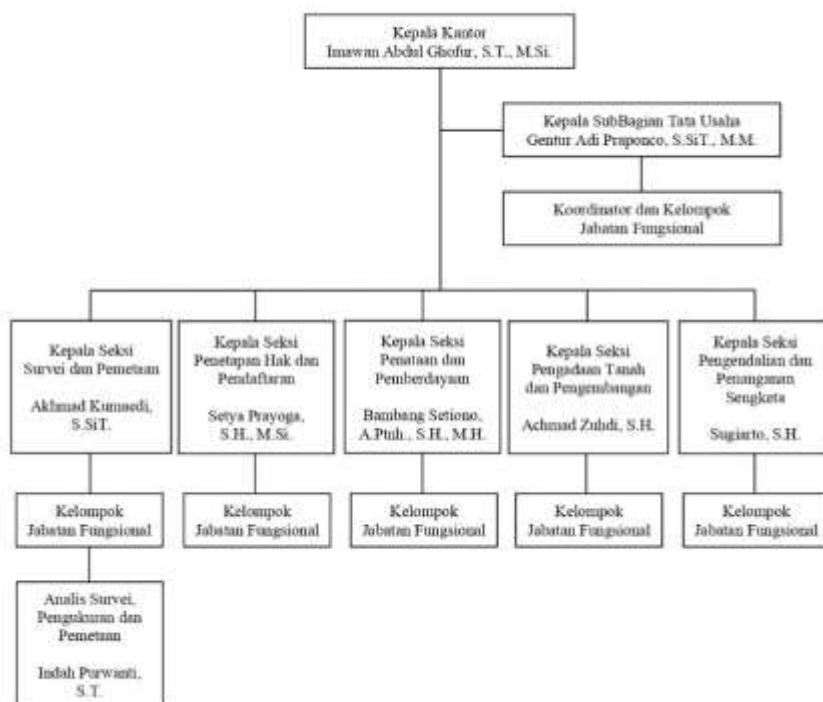 Kepala Kantor
Imawan Abdul Ghofur, S.T., M.Si.
Kepala SubBagian Tata Usaha
Gentur Adi Praponco, S.SiT., M.M.
Koordinator dan Kelompok
Jabatan Fungsional
Kepala Seksi
Survei dan Pemetaan
Akhmad Kumaedi,
S.SiT.
Kepala Seksi
Penetapan Hak dan
Pendaftaran
Setya Prayoga,
S.H., M.Si.
Kepala Seksi
Penataan dan
Pemberdayaan
Bambang Setiono,
A.Ptnh., S.H., M.H.
Kepala Seksi
Pengadaan Tanah
dan Pengembangan
Achmad Zuhdi, S.H.
Kepala Seksi
Pengendalian dan
Penanganan
Sengketa
Sugiarto, S.H.
Kelompok
Jabatan Fungsional
Kelompok
Jabatan Fungsional
Kelompok
Jabatan Fungsional
Kelompok
Jabatan Fungsional
Kelompok
Jabatan Fungsional
Analis Survei,
Pengukuran dan
Pemetaan
Indah Purwanti,
S.T.